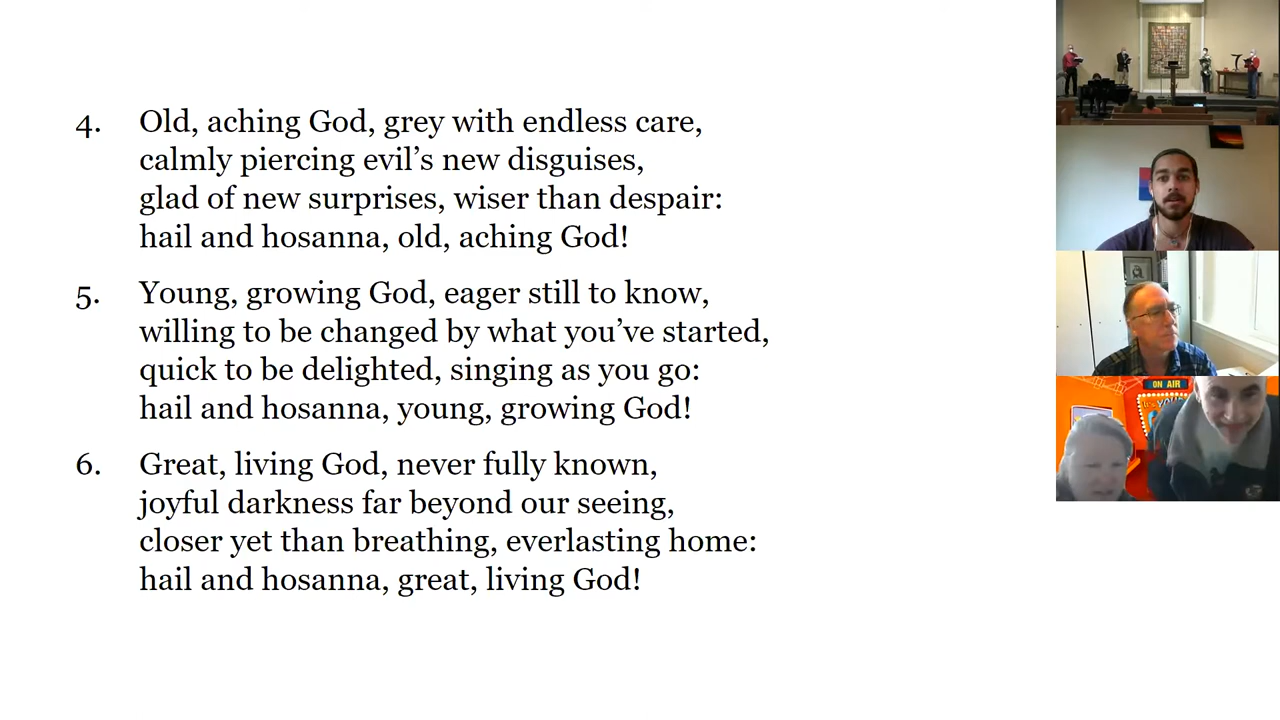 4. Old, aching God, grey with endless care,
calmly piercing evil’s new disguises,
glad of new surprises, wiser than despair:
hail and hosanna, old, aching God!
5. Young, growing God, eager still to know,
willing to be changed by what you’ve started,
quick to be delighted, singing as you go:
hail and hosanna, young, growing God!
6. Great, living God, never fully known,
joyful darkness far beyond our seeing,
closer yet than breathing, everlasting home:
hail and hosanna, great, living God!
ON AIR